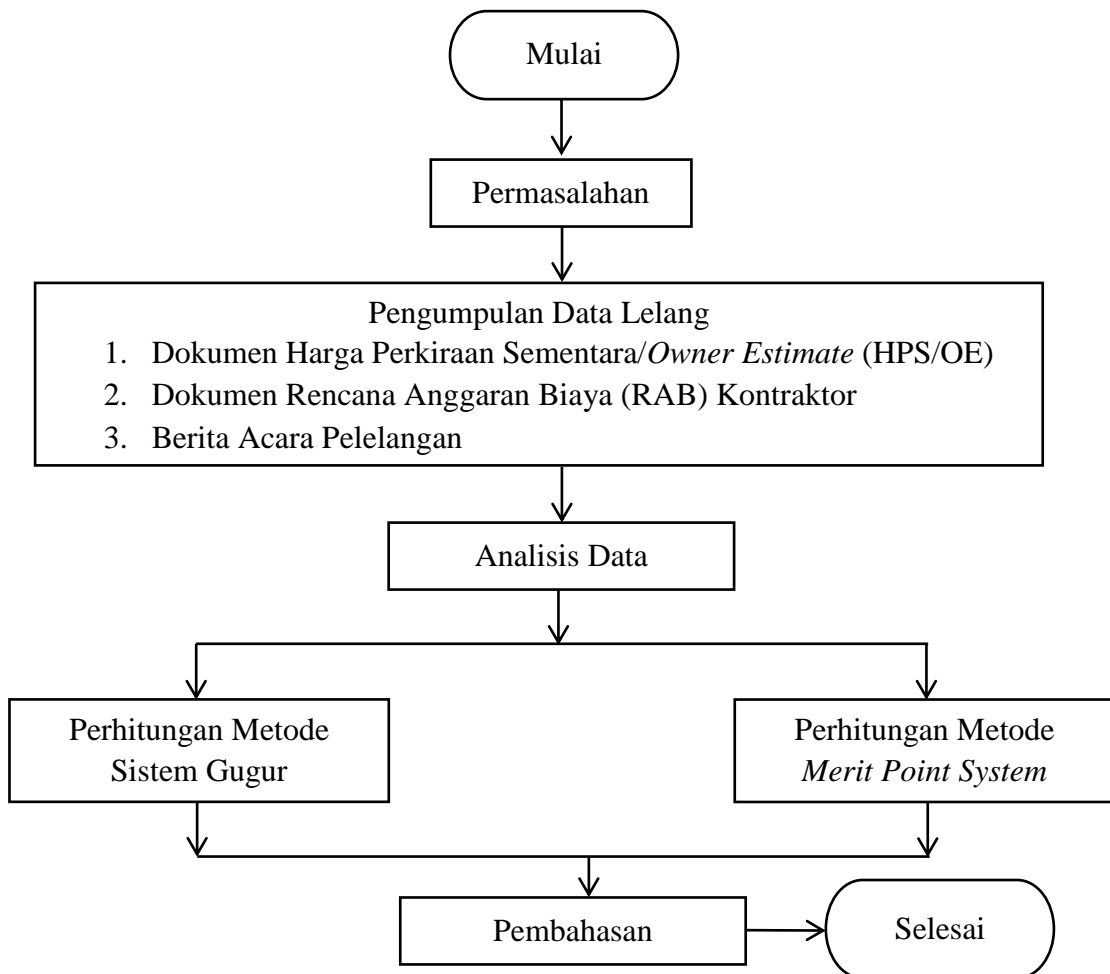 Mulai
Permasalahan
Pengumpulan Data Lelang
1. Dokumen Harga Perkiraan Sementara/Owner Estimate (HPS/OE)
2. Dokumen Rencana Anggaran Biaya (RAB) Kontraktor
3. Berita Acara Pelelangan
Analisis Data
Perhitungan Metode
Sistem Gugur
Perhitungan Metode
Merit Point System
Pembahasan
Selesai